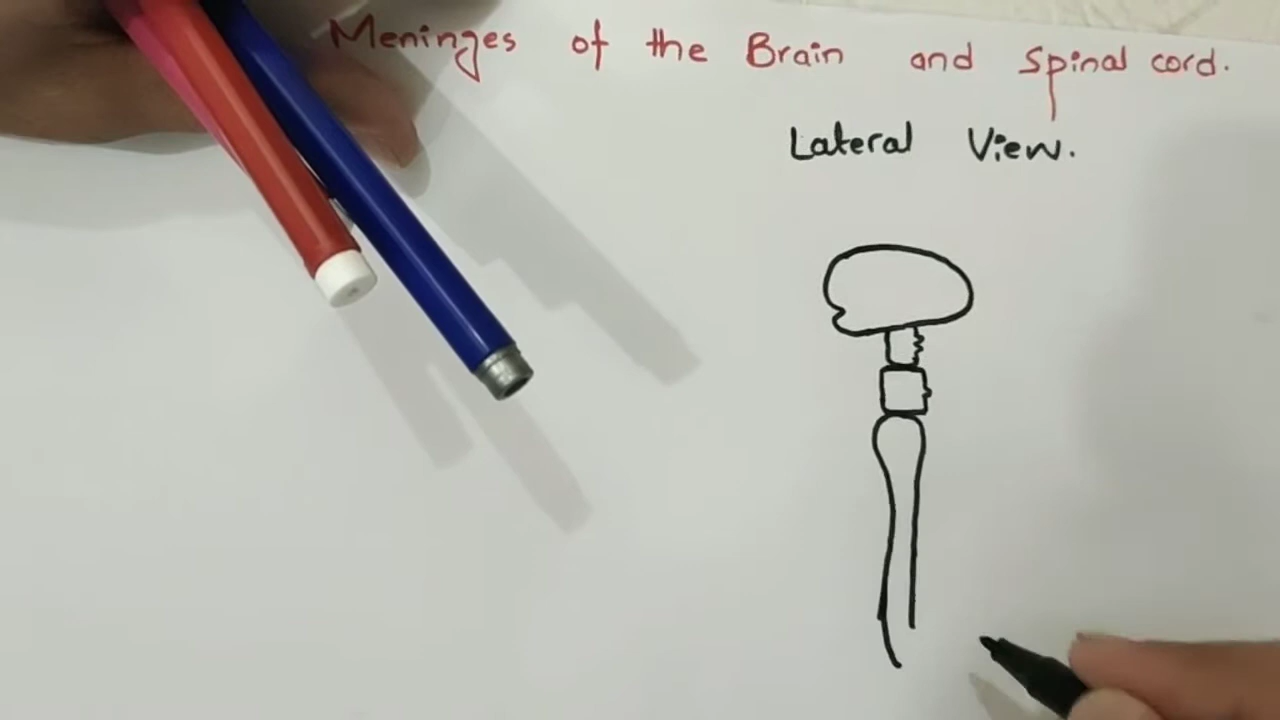 Meninges of the Brain and Spinal cord.
Lateral View.